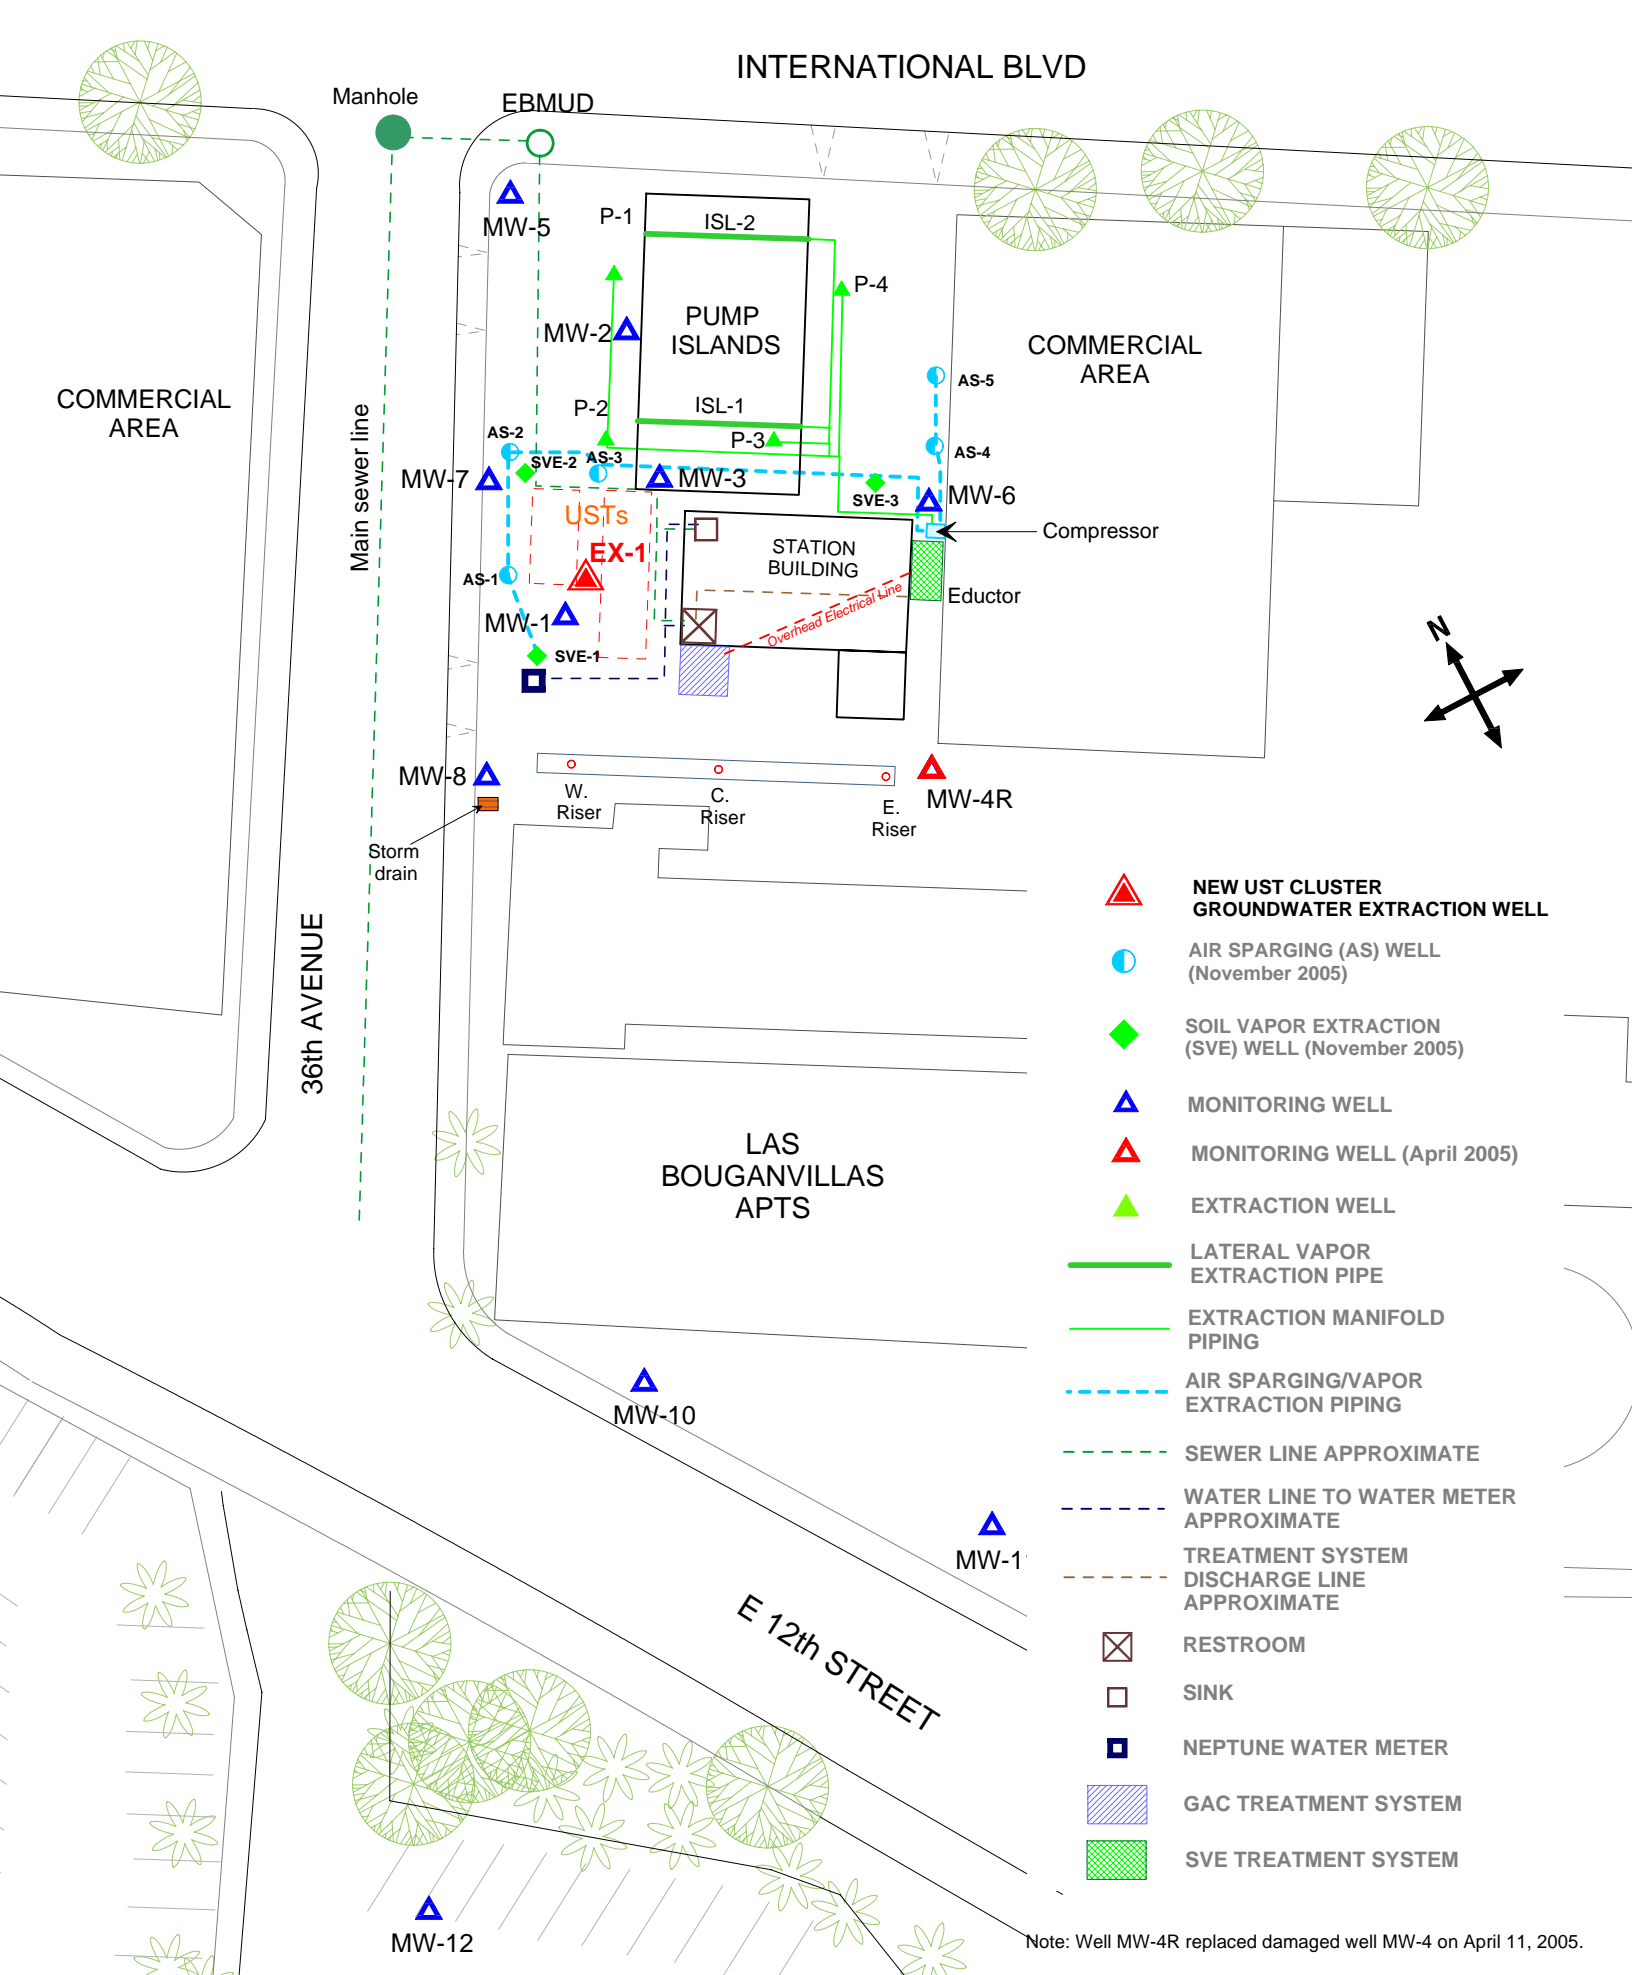 INTERNATIONAL BLVD
Manhole
EBMUD
MW-5
P-1
ISL-2
P-4
MW-2
PUMP
ISLANDS
COMMERCIAL
AREA
COMMERCIAL
AREA
AS-5
P-2
ISL-1
P-3
Main sewer line
AS-2
AS-4
SVE-2
AS-3
MW-7
MW-3
SVE-3
MW-6
USTs
EX-1
STATION
BUILDING
Compressor
AS-1
Overhead Electrical Line
Eductor
MW-1
SVE-1
N
MW-8
W.
Riser
C.
Riser
E.
Riser
MW-4R
Storm
drain
36th AVENUE
LAS
BOUGANVILLAS
APTS
MW-10
MW-1
E 12th STREET
MW-12
NEW UST CLUSTER
GROUNDWATER EXTRACTION WELL
AIR SPARGING (AS) WELL
(November 2005)
SOIL VAPOR EXTRACTION
(SVE) WELL (November 2005)
MONITORING WELL
MONITORING WELL (April 2005)
EXTRACTION WELL
LATERAL VAPOR
EXTRACTION PIPE
EXTRACTION MANIFOLD
PIPING
AIR SPARGING/VAPOR
EXTRACTION PIPING
SEWER LINE APPROXIMATE
WATER LINE TO WATER METER
APPROXIMATE
TREATMENT SYSTEM
DISCHARGE LINE
APPROXIMATE
RESTROOM
SINK
NEPTUNE WATER METER
GAC TREATMENT SYSTEM
SVE TREATMENT SYSTEM
Note: Well MW-4R replaced damaged well MW-4 on April 11, 2005.